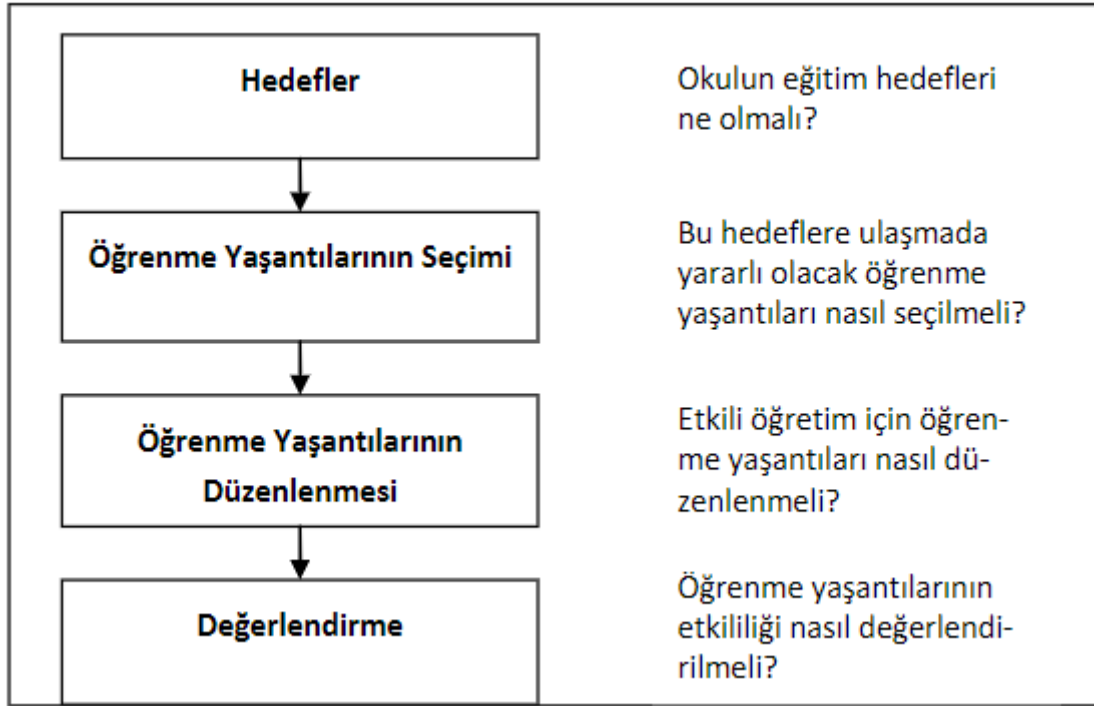 Hedefler
Okulun eğitim hedefleri
ne olmalı?
Öğrenme Yaşantılarının Seçimi
Bu hedeflere ulaşmada
yararlı olacak öğrenme
yaşantıları nasıl seçilmeli?
Öğrenme Yaşantılarının
Düzenlenmesi
Etkili öğretim için öğren-
me yaşantıları nasıl dü-
zenlenmeli?
Değerlendirme
Öğrenme yaşantılarının
etkililiği nasıl değerlendi-
rilmeli?